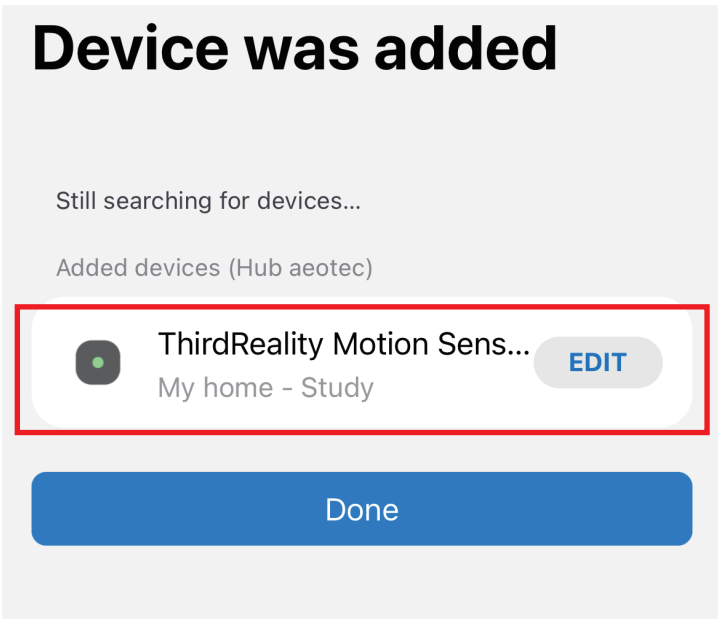 Device was added
Still searching for devices...
Added devices (Hub aeotec)
ThirdReality Motion Sens...
EDIT
My home - Study
Done